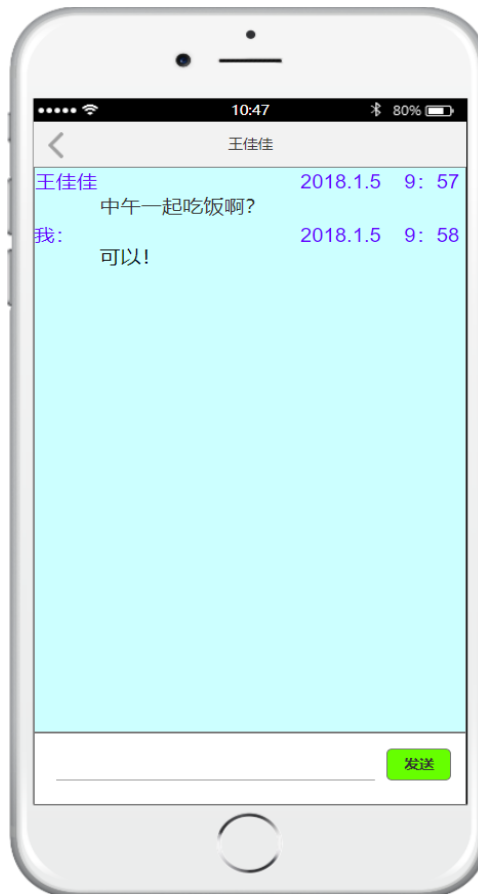 10:47 80%
王佳佳
王佳佳 2018.1.5 9：57
中午一起吃饭啊?
我： 2018.1.5 9：58
可以!
发送